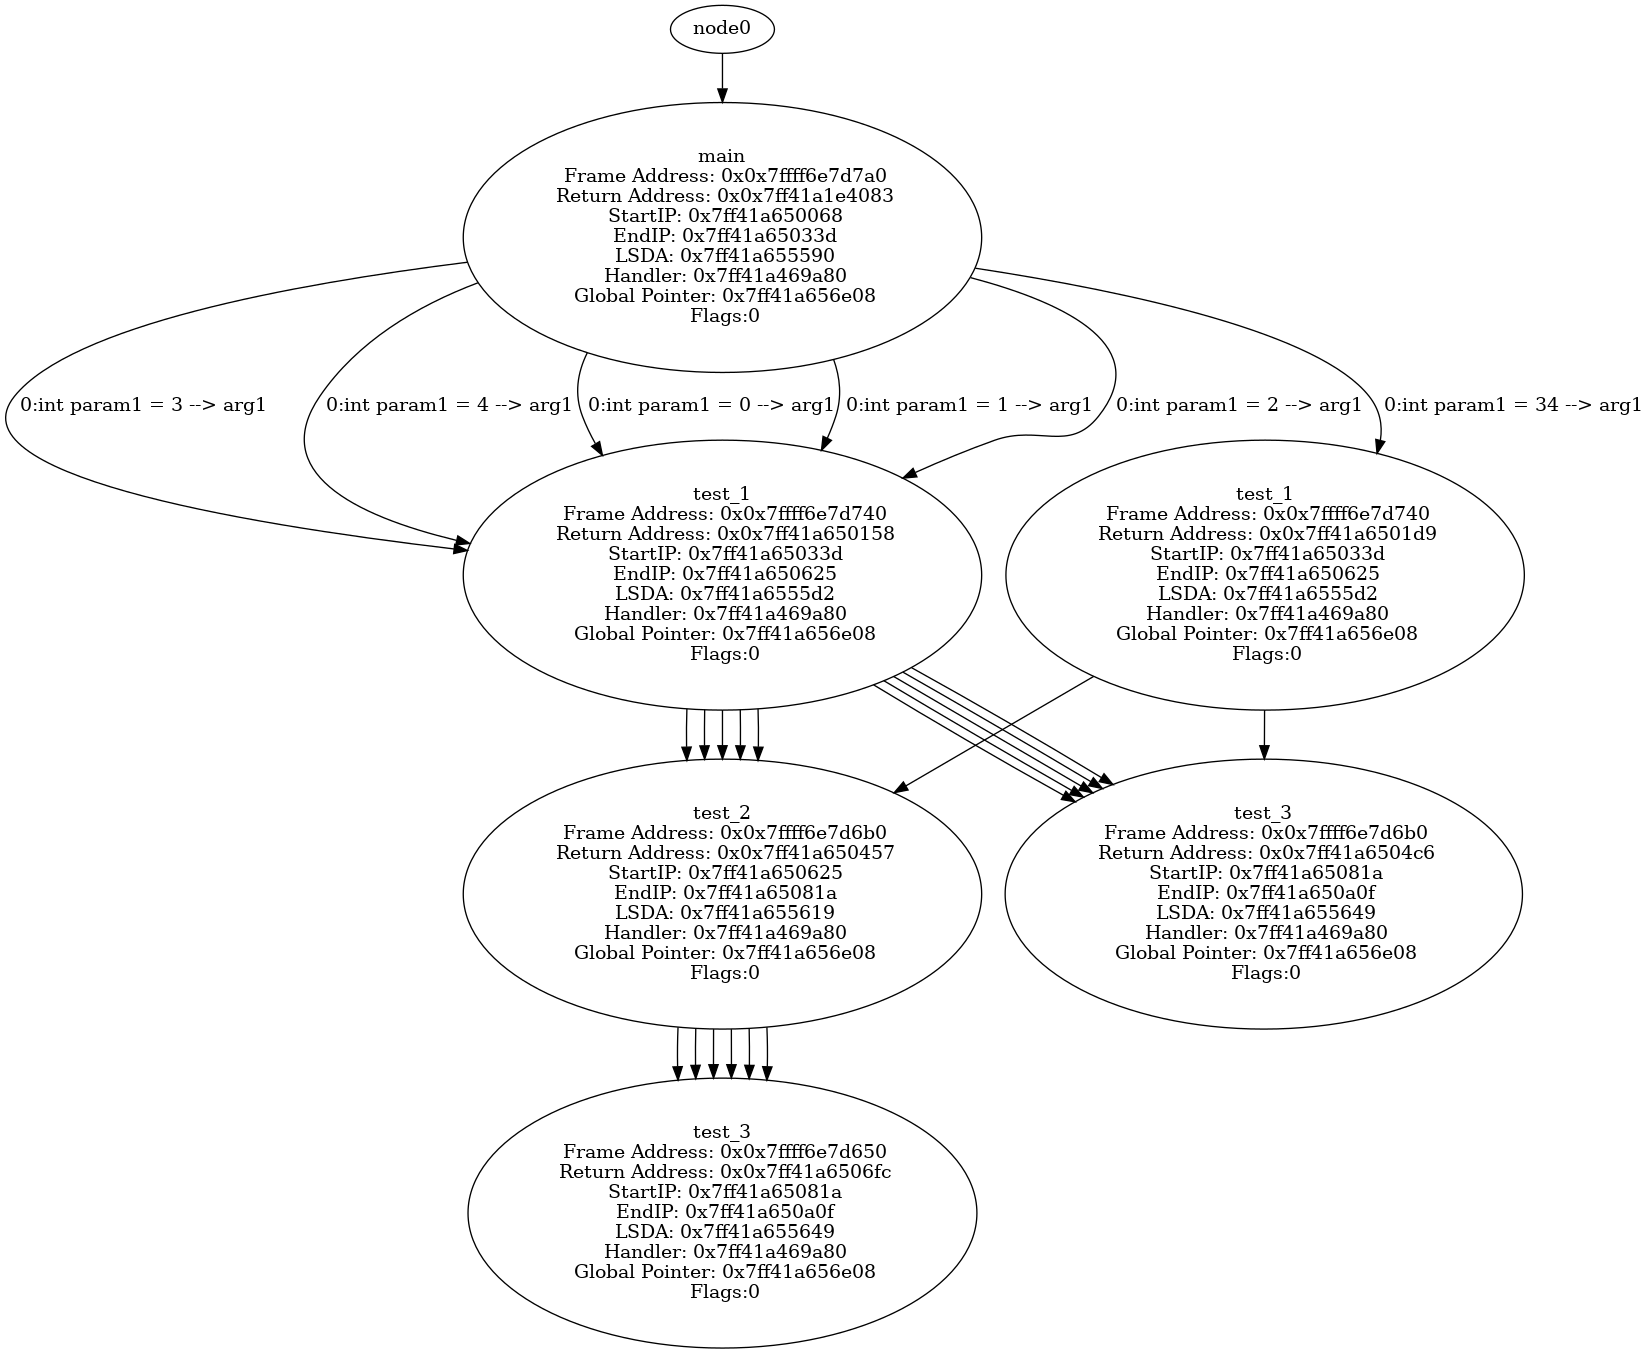 node0
main
Frame Address: 0x0x7ffff6e7d7a0
Return Address: 0x0x7ff41a1e4083
StartIP: 0x7ff41a650068
EndIP: 0x7ff41a65033d
LSDA: 0x7ff41a655590
Handler: 0x7ff41a469a80
Global Pointer: 0x7ff41a656e08
Flags:0
0:int param1 = 3 --> arg1
0:int param1 = 4 --> arg1
0:int param1 = 0 --> arg1
0:int param1 = 1 --> arg1
0:int param1 = 2 --> arg1
0:int param1 = 34 --> arg1
test_1
Frame Address: 0x0x7ffff6e7d740
Return Address: 0x0x7ff41a650158
StartIP: 0x7ff41a65033d
EndIP: 0x7ff41a650625
LSDA: 0x7ff41a6555d2
Handler: 0x7ff41a469a80
Global Pointer: 0x7ff41a656e08
Flags:0
test_1
Frame Address: 0x0x7ffff6e7d740
Return Address: 0x0x7ff41a6501d9
StartIP: 0x7ff41a65033d
EndIP: 0x7ff41a650625
LSDA: 0x7ff41a6555d2
Handler: 0x7ff41a469a80
Global Pointer: 0x7ff41a656e08
Flags:0
test_2
Frame Address: 0x0x7ffff6e7d6b0
Return Address: 0x0x7ff41a650457
StartIP: 0x7ff41a650625
EndIP: 0x7ff41a65081a
LSDA: 0x7ff41a655619
Handler: 0x7ff41a469a80
Global Pointer: 0x7ff41a656e08
Flags:0
test_3
Frame Address: 0x0x7ffff6e7d6b0
Return Address: 0x0x7ff41a6504c6
StartIP: 0x7ff41a65081a
EndIP: 0x7ff41a650a0f
LSDA: 0x7ff41a655649
Handler: 0x7ff41a469a80
Global Pointer: 0x7ff41a656e08
Flags:0
test_3
Frame Address: 0x0x7ffff6e7d650
Return Address: 0x0x7ff41a6506fc
StartIP: 0x7ff41a65081a
EndIP: 0x7ff41a650a0f
LSDA: 0x7ff41a655649
Handler: 0x7ff41a469a80
Global Pointer: 0x7ff41a656e08
Flags:0